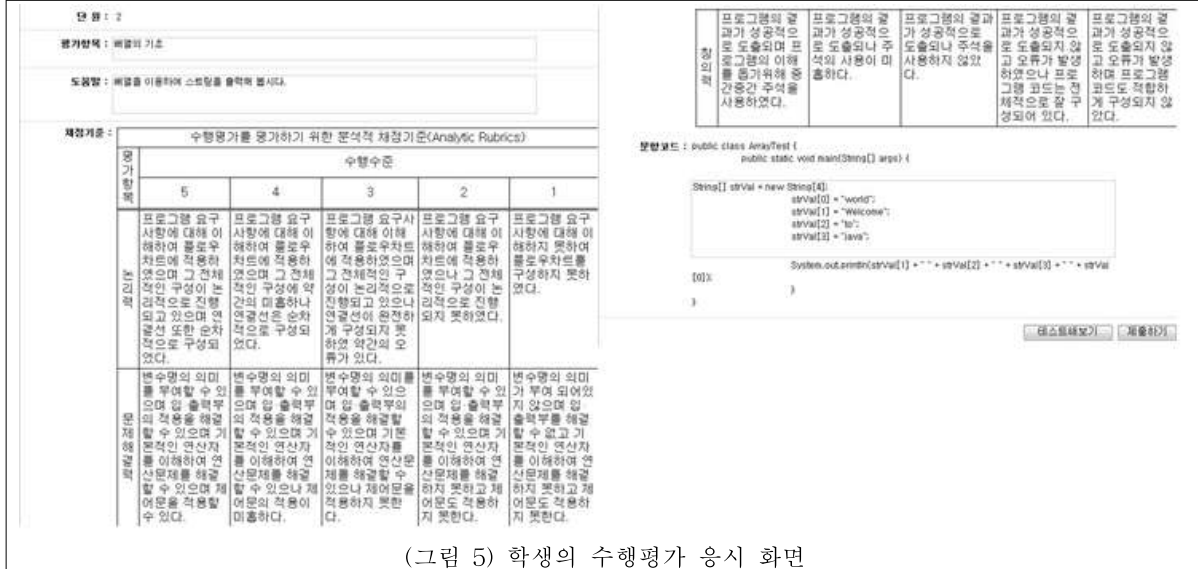 단 원 : 2
평가항목 : 배열의 기초
도움말 : 배열을 이용하여 스트링을 출력해 봅시다.
채점기준 :
수행평가를 평가하기 위한 분석적 채점기준(Analytic Rubrics)
평가항목
수행수준
5 4 3 2 1
논리력
프로그램 요구
사항에 대해 이
해하여 플로우
차트에 적용하
였으며 그 전체
적인 구성이 논
리적으로 진행
되고 있으며 연
결선 또한 순차
적으로 구성되
었다.
프로그램 요구
사항에 대해 이
해하여 플로우
차트에 적용하
였으며 그 전체
적인 구성에 약
간의 미흡하나
연결선은 순차
적으로 구성되
었다.
프로그램 요구사
항에 대해 이해
하여 플로우차트
에 적용하였으며
그 전체적인 구
성이 논리적으로
진행되고 있으나
연결선이 완전하
게 구성되지 못
하였 약간의 오
류가 있다.
프로그램 요구
사항에 대해 이
해하여 플로우
차트에 적용하
였으나 그 전체
적인 구성이 논
리적으로 진행
되지 못하였다.
프로그램 요구
사항에 대해 이
해하지 못하여
플로우차트를
구성하지 못하
였다.
문제해결력
변수명의 의미
를 부여할 수 있
으며 입 출력부
의 적용을 해결
할 수 있으며 기
본적인 연산자
를 이해하여 연
산문제를 해결
할 수 있으며 제
어문을 적용할
수 있다.
변수명의 의미
를 부여할 수 있
으며 입 출력부
의 적용을 해결
할 수 있으며 기
본적인 연산자
를 이해하여 연
산문제를 해결
할 수 있으나 제
어문의 적용이
미흡하다.
변수명의 의미를
부여할 수 있으
며 입 출력부의
적용을 해결할
수 있으며 기본
적인 연산자를
이해하여 연산문
제를 해결할 수
있으나 제어문을
적용하지 못한
다.
변수명의 의미
를 부여할 수 있
으며 입 출력부
의 적용을 해결
할 수 있으며 기
본적인 연산자
를 이해하여 연
산문제를 해결
하지 못하고 제
어문도 적용하
지 못한다.
변수명의 의미
가 부여 되어있
지 않으며 입
출력부를 해결
할 수 없고 기
본적인 연산자
를 이해하여 연
산문제를 해결
하지 못하고 제
어문도 적용하
지 못한다.
창의력
프로그램의 결
과가 성공적으
로 도출되며 프
로그램의 이해
를 돕기위해 중
간중간 주석을
사용하였다.
프로그램의 결
과가 성공적으
로 도출되나 주
석의 사용이 미
흡하다.
프로그램의 결과
가 성공적으로
도출되나 주석을
사용하지 않았
다.
프로그램의 결
과가 성공적으
로 도출되지 않
고 오류가 발생
하였으나 프로
그램 코드는 전
체적으로 잘 구
성되어 있다.
프로그램의 결
과가 성공적으
로 도출되지 않
고 오류가 발생
하며 프로그램
코드도 적합하
게 구성되지 않
았다.
문항코드 : public class ArrayTest {
public static void main(String[] args) {
String[] strVal = new String[4];
strVal[0] = "world";
strVal[1] = "Welcome";
strVal[2] = "to";
strVal[3] = "java";
System.out.println(strVal[1] + " " + strVal[2] + " " + strVal[3] + " " + strVal
[0]);
}
}
테스트해보기 제출하기
(그림 5) 학생의 수행평가 응시 화면